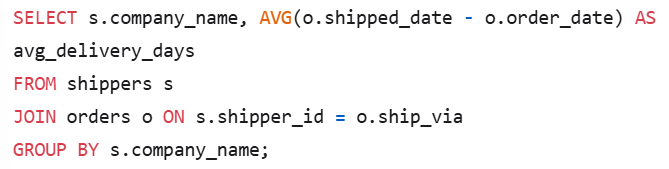 SELECT s.company_name, AVG(o.shipped_date - o.order_date) AS
avg_delivery_days
FROM shippers s
JOIN orders o ON s.shipper_id = o.ship_via
GROUP BY s.company_name;